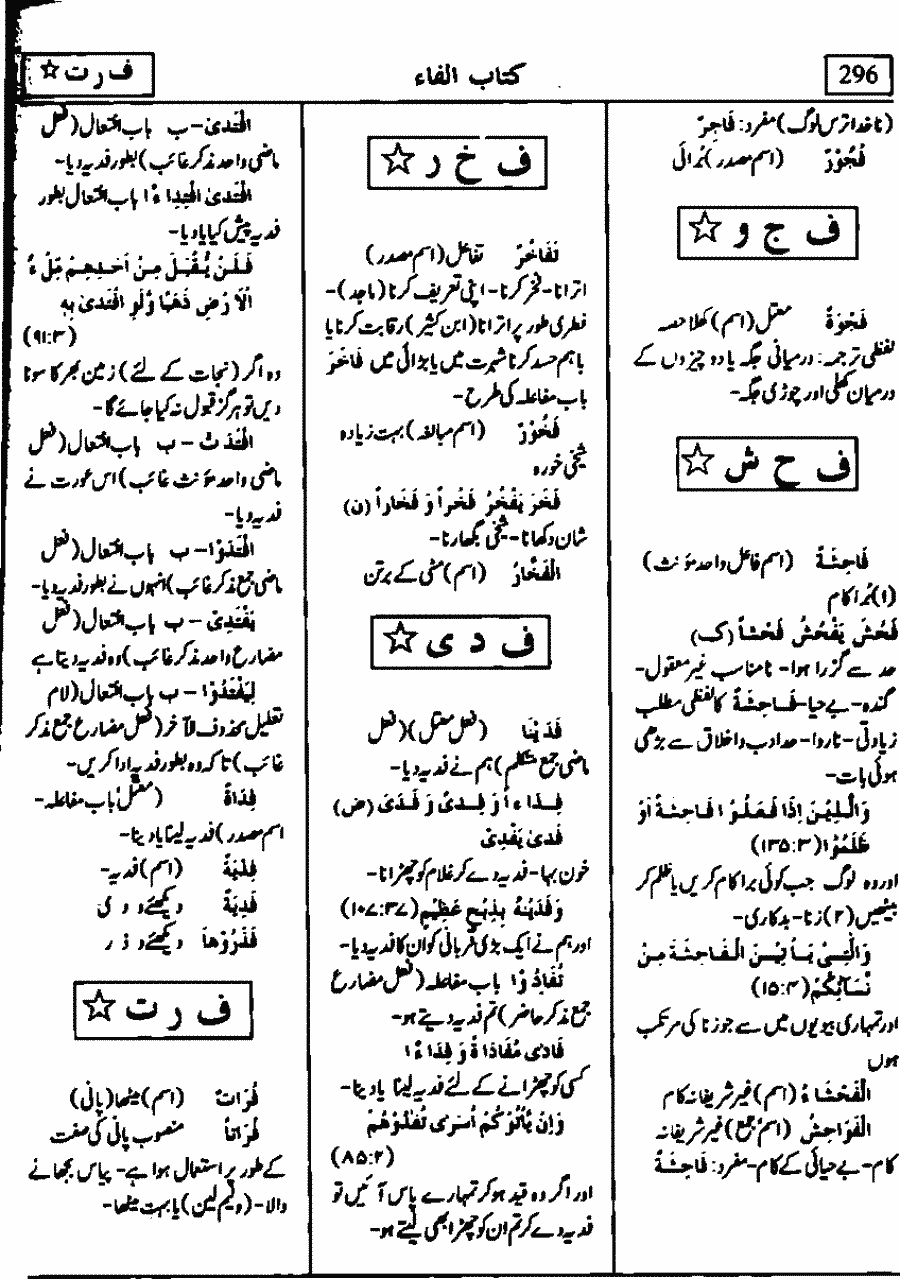 296
کتاب الفاء
ف ر ت ☆
(ناخدا ترس لوگ) مفرد: فَاجِرٌ
فُجُوْرٌ (اسم مصدر) بُرائی
ف ج و ☆
فَجْوَةٌ معتل (اسم) کھلا حصہ
لفظی ترجمہ: درمیانی جگہ یا دو چیزوں کے
درمیان کھلی اور چوڑی جگہ-
ف ح ش ☆
فَاحِشَةٌ (اسم فاعل واحد مؤنث)
(۱) بُرا کام
فَحُشَ يَفْحُشُ فَحْشاً (ک)
حد سے گزرا ہوا- نامناسب غیر معقول-
گندہ- بے حیا- فَاحِشَةٌ کا لفظی مطلب
زیادتی- ناروا- حد ادب و اخلاق سے بڑھی
ہوئی بات-
وَالَّذِيْنَ اِذَا فَعَلُوْا فَاحِشَةً اَوْ
ظَلَمُوْا (۱۳۵:۳)
اور وہ لوگ جب کوئی برا کام کریں یا ظلم کر
بیٹھیں (۲) زنا- بدکاری-
وَالّٰتِىْ يَاْتِيْنَ الْفَاحِشَةَ مِنْ
نِّسَآئِكُمْ (۱۵:۴)
اور تمہاری بیویوں میں سے جو زنا کی مرتکب
ہوں
الْفَحْشَاءُ (اسم) غیر شریفانہ کام
الْفَوَاحِشُ (اسم جمع) غیر شریفانہ
کام- بے حیائی کے کام- مفرد: فَاحِشَةٌ
ف خ ر ☆
تَفَاخُرٌ تفاعل (اسم مصدر)
اترانا- فخر کرنا- اپنی تعریف کرنا (ماجد)-
فطری طور پر اترانا (ابن کثیر) رقابت کرنا یا
باہم حسد کرنا شہرت میں یا بڑائی میں فَاخَرَ
باب مفاعلہ کی طرح-
فَخُوْرٌ (اسم مبالغہ) بہت زیادہ
شیخی خورہ
فَخَرَ يَفْخُرُ فَخْراً وَ فَخَاراً (ن)
شان دکھانا- شیخی بگھارنا-
الْفَخَّارُ (اسم) مٹی کے برتن
ف د ی ☆
فَدَيْنَا (فعل معتل) (فعل
ماضی جمع متکلم) ہم نے فدیہ دیا-
فِدَاءاً وَ فِدىً وَ فَدَىً (ض)
فَدىٰ يَفْدِىْ
خون بہا- فدیہ دے کر غلام کو چھڑانا-
وَفَدَيْنٰهُ بِذِبْحٍ عَظِيْمٍ (۱۰۷:۳۷)
اور ہم نے ایک بڑی قربانی کو ان کا فدیہ دیا-
تُفَادُوْا باب مفاعلہ (فعل مضارع
جمع مذکر حاضر) تم فدیہ دیتے ہو-
فَادٰى مُفَادَاةً وَ فِدَاءًا
کسی کو چھڑانے کے لئے فدیہ لینا یا دینا-
وَاِنْ يَّاْتُوْكُمْ اُسٰرٰى تُفٰدُوْهُمْ
(۸۵:۲)
اور اگر وہ قید ہو کر تمہارے پاس آئیں تو
فدیہ دے کر تم ان کو چھڑا بھی لیتے ہو-
افْتَدىٰ- ب باب افتعال (فعل
ماضی واحد مذکر غائب) بطور فدیہ دیا-
افْتَدىٰ افْتِدَاءًا باب افتعال بطور
فدیہ پیش کیا یا دیا-
فَلَنْ يُّقْبَلَ مِنْ اَحَدِهِمْ مِّلْءُ
الْاَرْضِ ذَهَبًا وَّلَوِ افْتَدىٰ بِهٖ
(۹۱:۳)
وہ اگر (نجات کے لئے) زمین بھر کا سونا
دیں تو ہرگز قبول نہ کیا جائے گا-
افْتَدَتْ- ب باب افتعال (فعل
ماضی واحد مؤنث غائب) اس عورت نے
فدیہ دیا-
افْتَدَوْا- ب باب افتعال (فعل
ماضی جمع مذکر غائب) انہوں نے بطور فدیہ دیا-
يَفْتَدِىْ- ب باب افتعال (فعل
مضارع واحد مذکر غائب) وہ فدیہ دیتا ہے
لِيَفْتَدُوْا- ب باب افتعال (لام
تعلیل محذوف الآخر (فعل مضارع جمع مذکر
غائب) تاکہ وہ بطور فدیہ ادا کریں-
فِدَاءً (معتل باب مفاعلہ-
اسم مصدر) فدیہ لینا یا دینا-
فِدْيَةٌ (اسم) فدیہ-
فَدِيَةٌ دیکھئے و د ی
فَذَرُوْهَا دیکھئے و ذ ر
ف ر ت ☆
فُرَاتٌ (اسم) میٹھا (پانی)
فُرَاتاً منصوب پانی کی صفت
کے طور پر استعمال ہوا ہے- پیاس بجھانے
والا- (ولیم لین) یا بہت میٹھا-